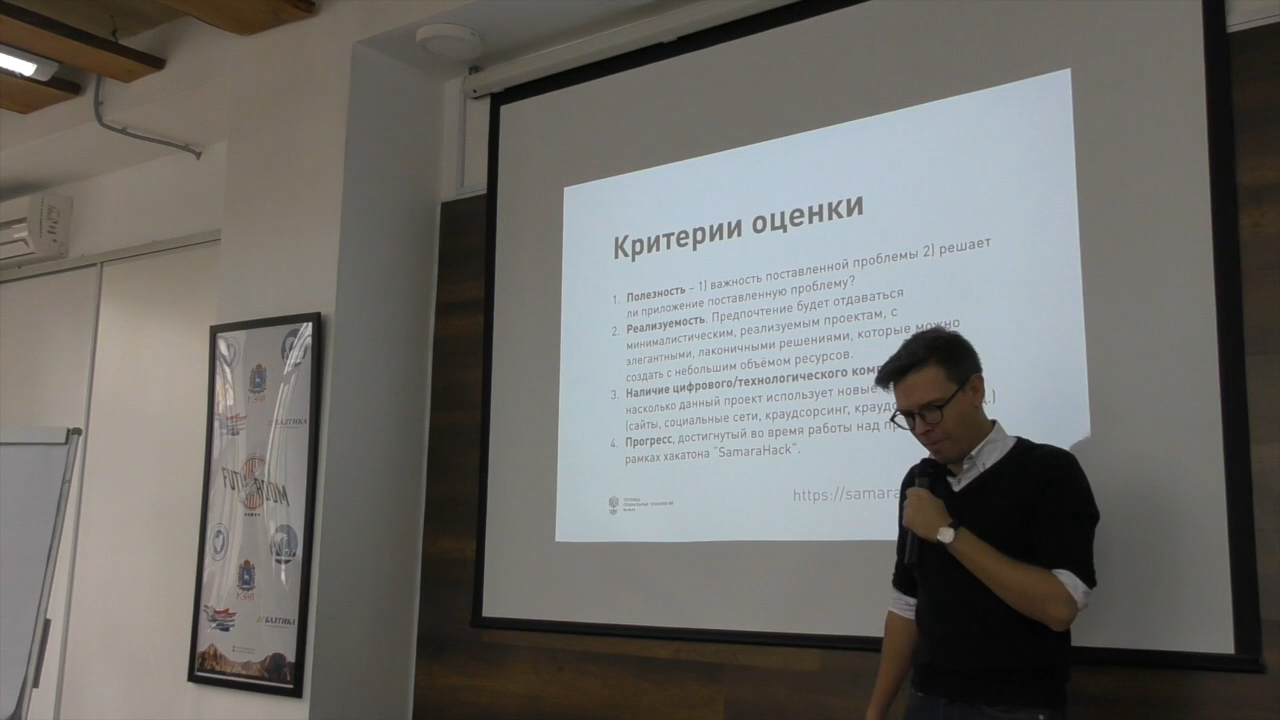 Критерии оценки
1. Полезность – 1) важность поставленной проблемы 2) решает
ли приложение поставленную проблему?
2. Реализуемость. Предпочтение будет отдаваться
минималистическим, реализуемым проектам, с
элегантными, лаконичными решениями, которые можно
создать с небольшим объёмом ресурсов.
3. Наличие цифрового/технологического
насколько данный проект использует новые
(сайты, социальные сети, краудсорсинг,
4. Прогресс, достигнутый во время работы над
рамках хакатона "SamaraHack".
https://samara
БАЛТИКА
БАЛТИКА